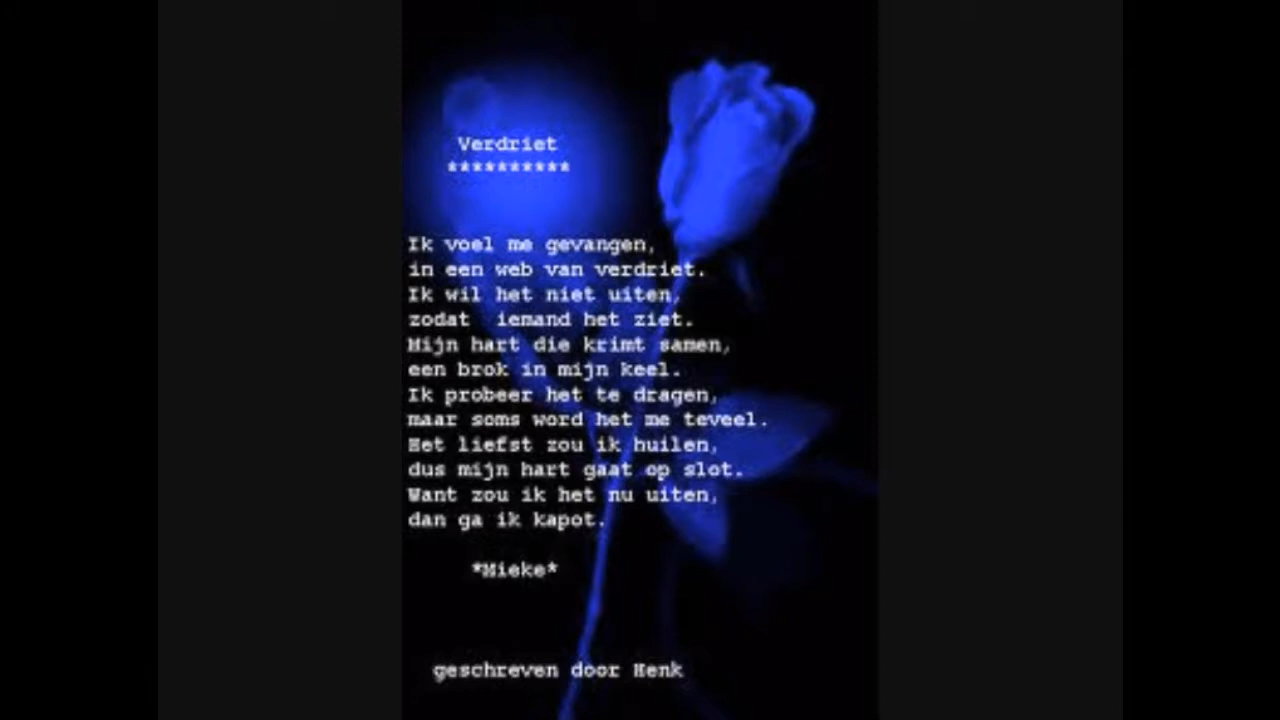 Verdriet
**********
Ik voel me gevangen,
in een web van verdriet.
Ik wil het niet uiten,
zodat  iemand het ziet.
Mijn hart die krimt samen,
een brok in mijn keel.
Ik probeer het te dragen,
maar soms word het me teveel.
Het liefst zou ik huilen,
dus mijn hart gaat op slot.
Want zou ik het nu uiten,
dan ga ik kapot.
*Mieke*
geschreven door Henk